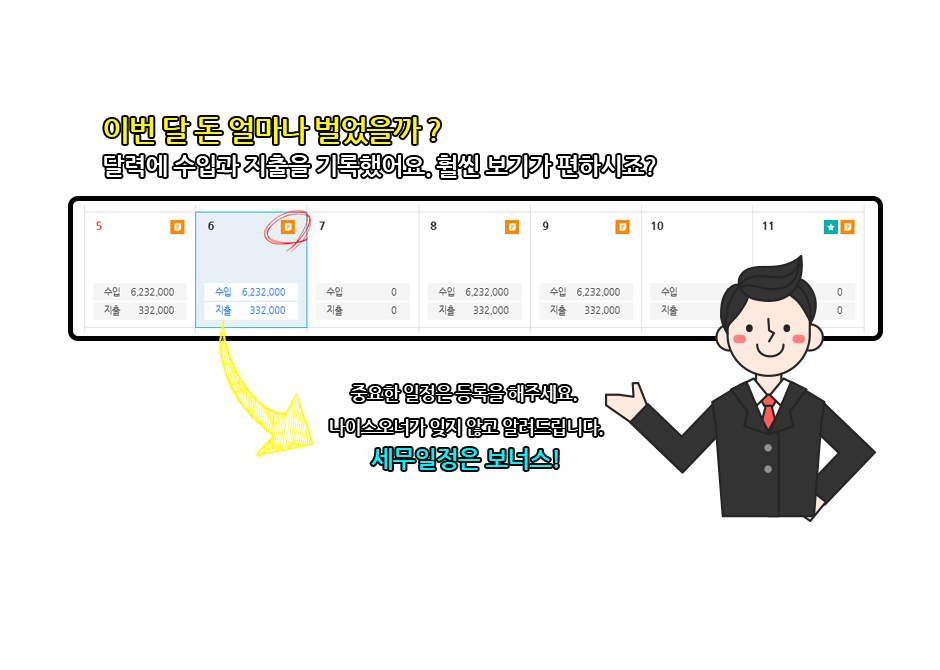 이번 달 돈 얼마나 벌었을까 ?
달력에 수입과 지출을 기록했어요. 훨씬 보기가 편하시죠?
5 6 7 8 9 10 11
수입 6,232,000 수입 6,232,000 수입 0 수입 6,232,000 수입 6,232,000 수입 0
지출 332,000 지출 332,000 지출 0 지출 332,000 지출 332,000 지출 0
중요한 일정은 등록을 해주세요.
나이스오너가 잊지 않고 알려드립니다.
세무일정은 보너스!